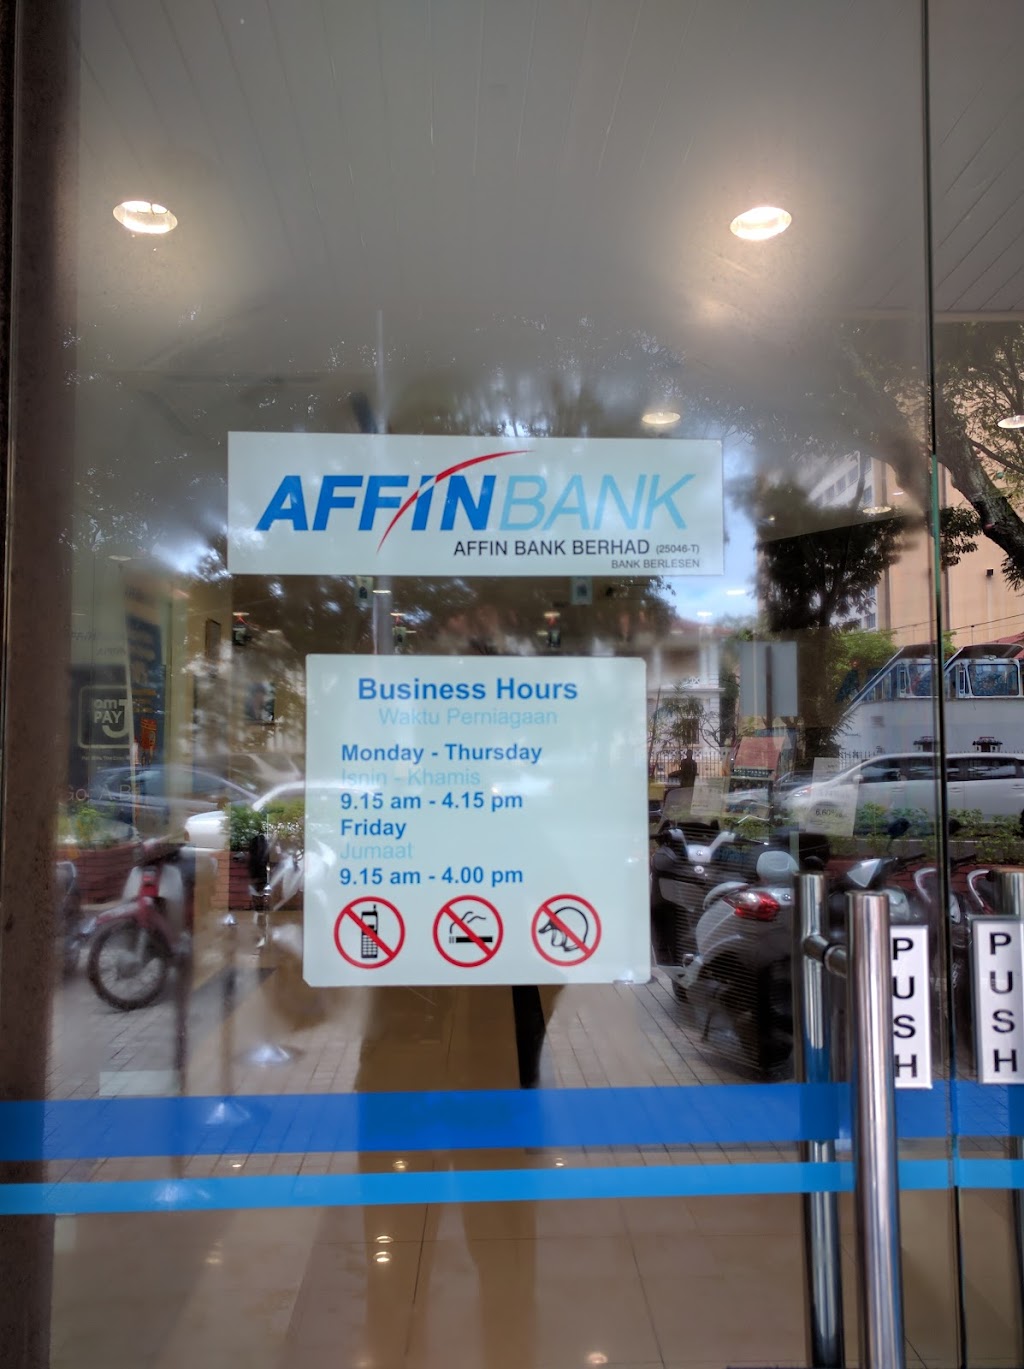 AFFINBANK
AFFIN BANK BERHAD (25046-T)
BANK BERLESEN
Business Hours
Waktu Perniagaan
Monday - Thursday
Isnin - Khamis
9.15 am - 4.15 pm
Friday
Jumaat
9.15 am - 4.00 pm
PUSH
PUSH
JomPAY